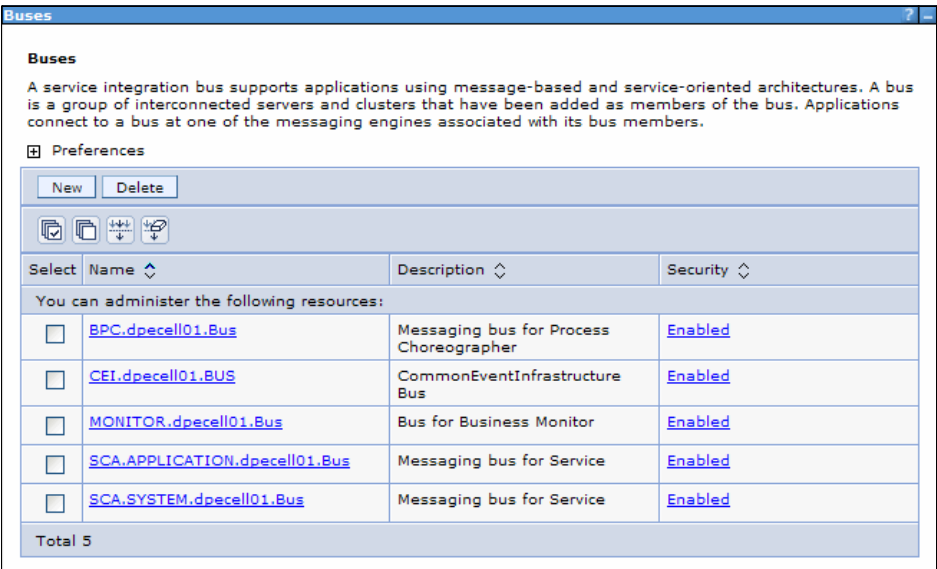 Buses
? –
Buses
A service integration bus supports applications using message-based and service-oriented architectures. A bus
is a group of interconnected servers and clusters that have been added as members of the bus. Applications
connect to a bus at one of the messaging engines associated with its bus members.
+ Preferences
New Delete
Select Name Description Security
You can administer the following resources:
BPC.dpecell01.Bus Messaging bus for Process Enabled
Choreographer
CEI.dpecell01.BUS CommonEventInfrastructure Enabled
Bus
MONITOR.dpecell01.Bus Bus for Business Monitor Enabled
SCA.APPLICATION.dpecell01.Bus Messaging bus for Service Enabled
SCA.SYSTEM.dpecell01.Bus Messaging bus for Service Enabled
Total 5